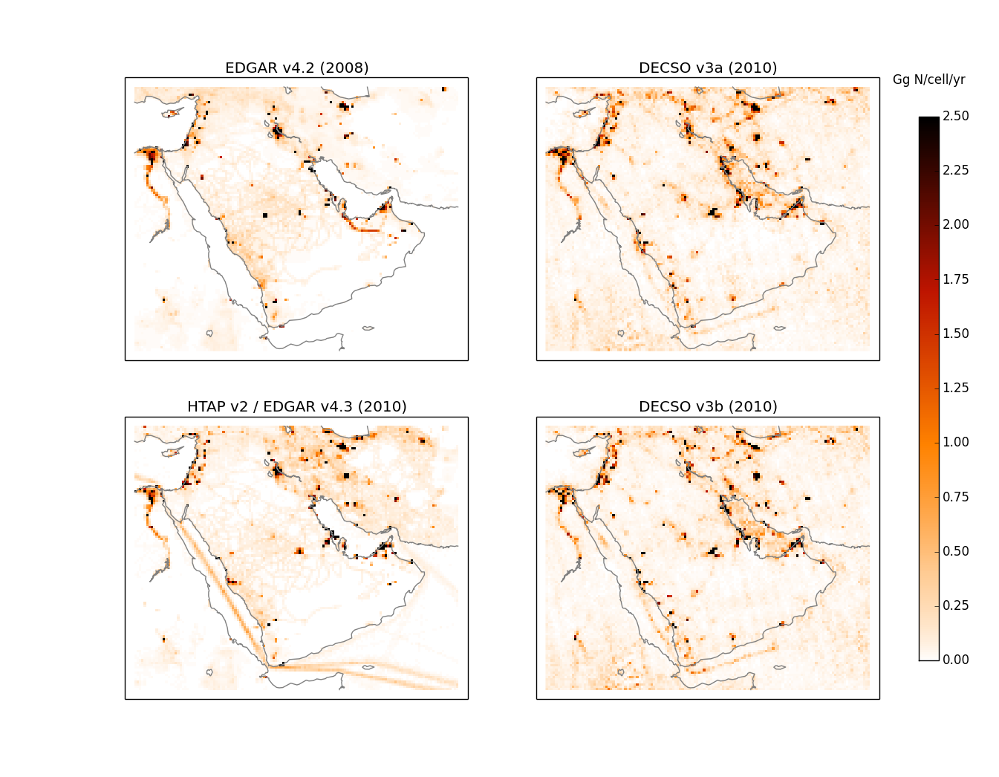 EDGAR v4.2 (2008)
DECSO v3a (2010)
Gg N/cell/yr
2.50
2.25
2.00
1.75
1.50
1.25
1.00
0.75
0.50
0.25
0.00
HTAP v2 / EDGAR v4.3 (2010)
DECSO v3b (2010)